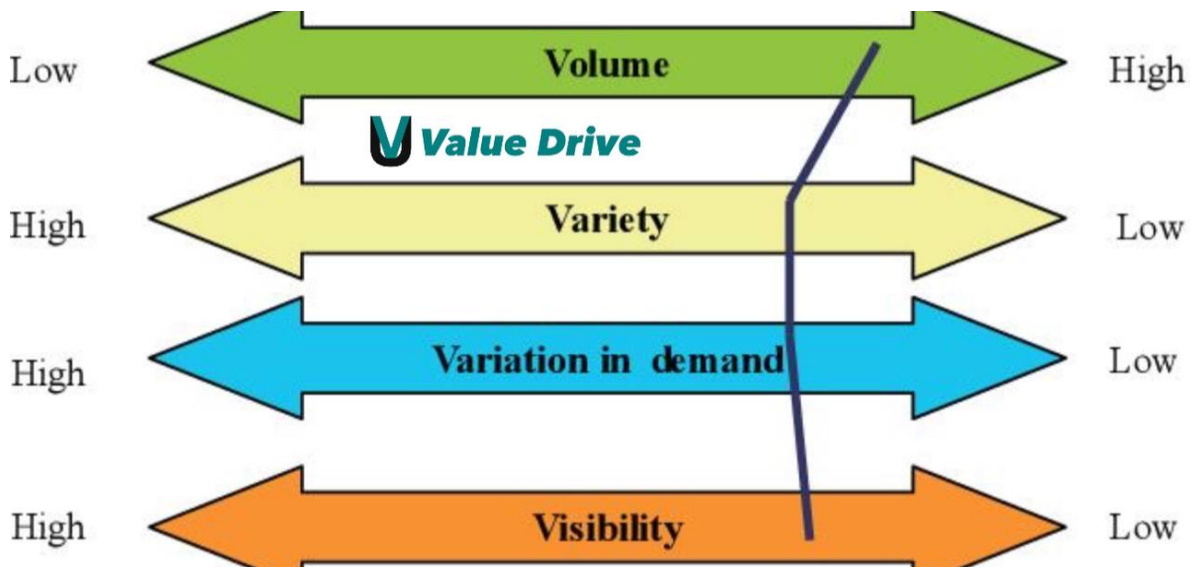 Low Volume High
Value Drive
High Variety Low
High Variation in demand Low
High Visibility Low